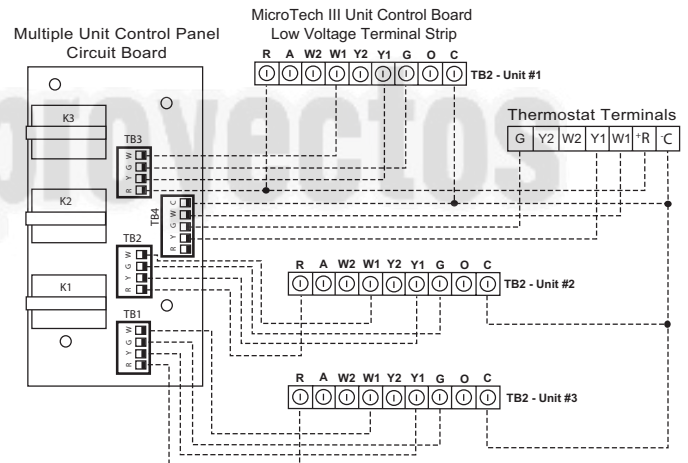 MicroTech III Unit Control Board
Low Voltage Terminal Strip
Multiple Unit Control Panel
Circuit Board
R A W2 W1 Y2 Y1 G O C
TB2 - Unit #1
Thermostat Terminals
G Y2 W2 Y1 W1 +R -C
K3
TB3
W
G
Y
R
K2
TB4
C
W
G
Y
R
TB2
W
G
Y
R
R A W2 W1 Y2 Y1 G O C
TB2 - Unit #2
K1
TB1
W
G
Y
R
R A W2 W1 Y2 Y1 G O C
TB2 - Unit #3
proyectos